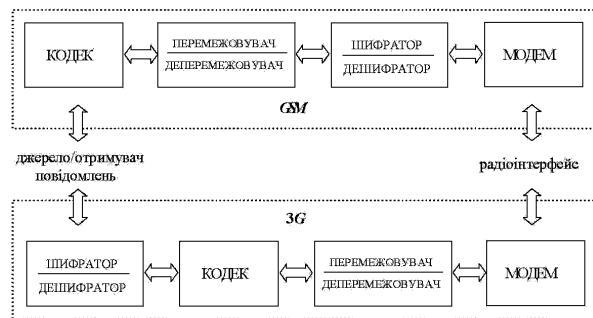 КОДЕК
ПЕРЕМЕЖОВУВАЧ
ДЕПЕРЕМЕЖОВУВАЧ
ШИФРАТОР
ДЕШИФРАТОР
МОДЕМ
GSM
джерело/отримувач
повідомлень
радіоінтерфейс
3G
ШИФРАТОР
ДЕШИФРАТОР
КОДЕК
ПЕРЕМЕЖОВУВАЧ
ДЕПЕРЕМЕЖОВУВАЧ
МОДЕМ